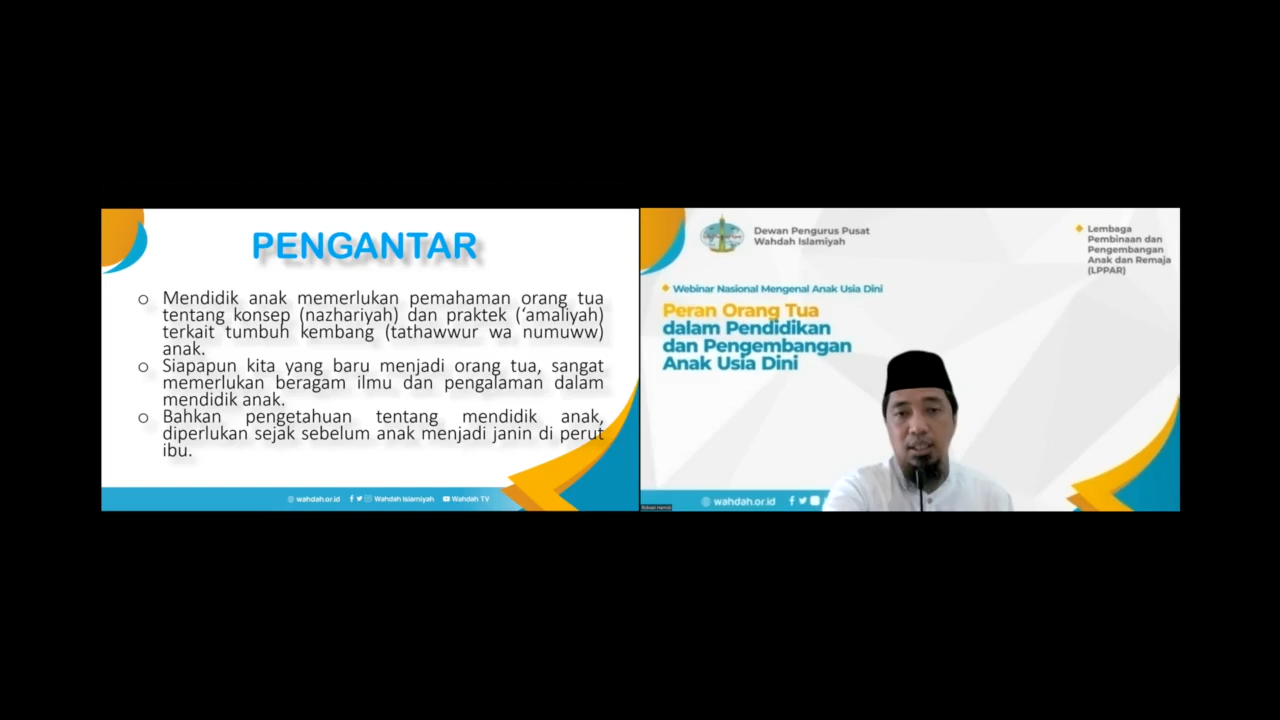 PENGANTAR
o Mendidik anak memerlukan pemahaman orang tua
tentang konsep (nazhariyah) dan praktek (‘amaliyah)
terkait tumbuh kembang (tathawwur wa numuww)
anak.
o Siapapun kita yang baru menjadi orang tua, sangat
memerlukan beragam ilmu dan pengalaman dalam
mendidik anak.
o Bahkan pengetahuan tentang mendidik anak,
diperlukan sejak sebelum anak menjadi janin di perut
ibu.
wahdah.or.id Wahdah Islamiyah Wahdah TV
Dewan Pengurus Pusat
Wahdah Islamiyah
Lembaga
Pembinaan dan
Pengembangan
Anak dan Remaja
(LPPAR)
Webinar Nasional Mengenal Anak Usia Dini
Peran Orang Tua
dalam Pendidikan
dan Pengembangan
Anak Usia Dini
wahdah.or.id